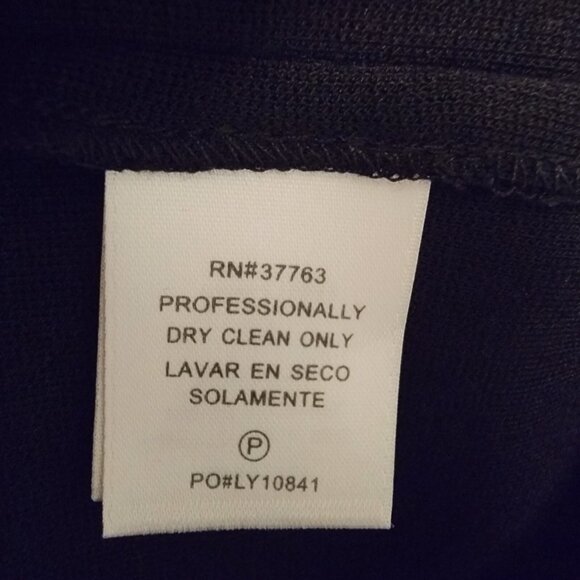 RN#37763
PROFESSIONALLY
DRY CLEAN ONLY
LAVAR EN SECO
SOLAMENTE
P
PO#LY10841